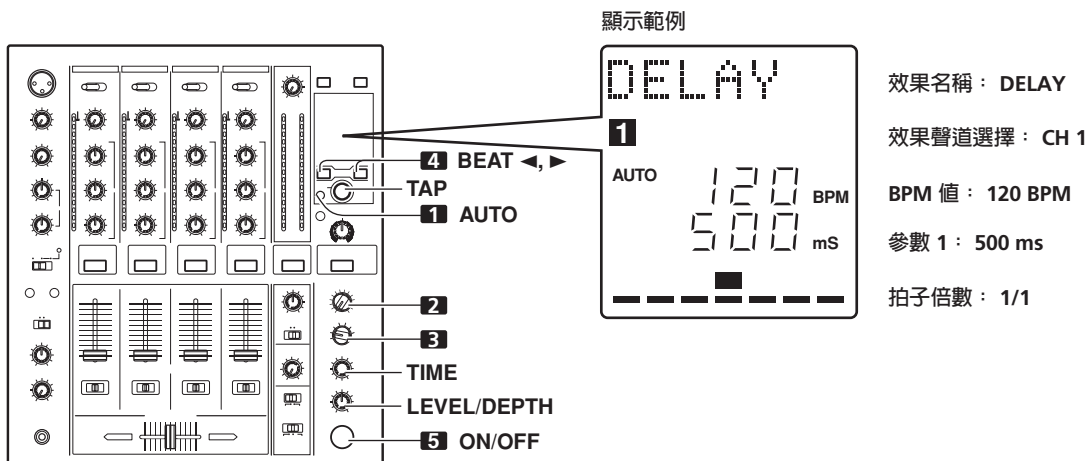 顯示範例
DELAY
1
AUTO 120 BPM
500 mS
效果名稱： DELAY
效果聲道選擇： CH 1
BPM 值： 120 BPM
參數 1： 500 ms
拍子倍數： 1/1
4 BEAT ◄, ►
TAP
1 AUTO
2
3
TIME
LEVEL/DEPTH
5 ON/OFF